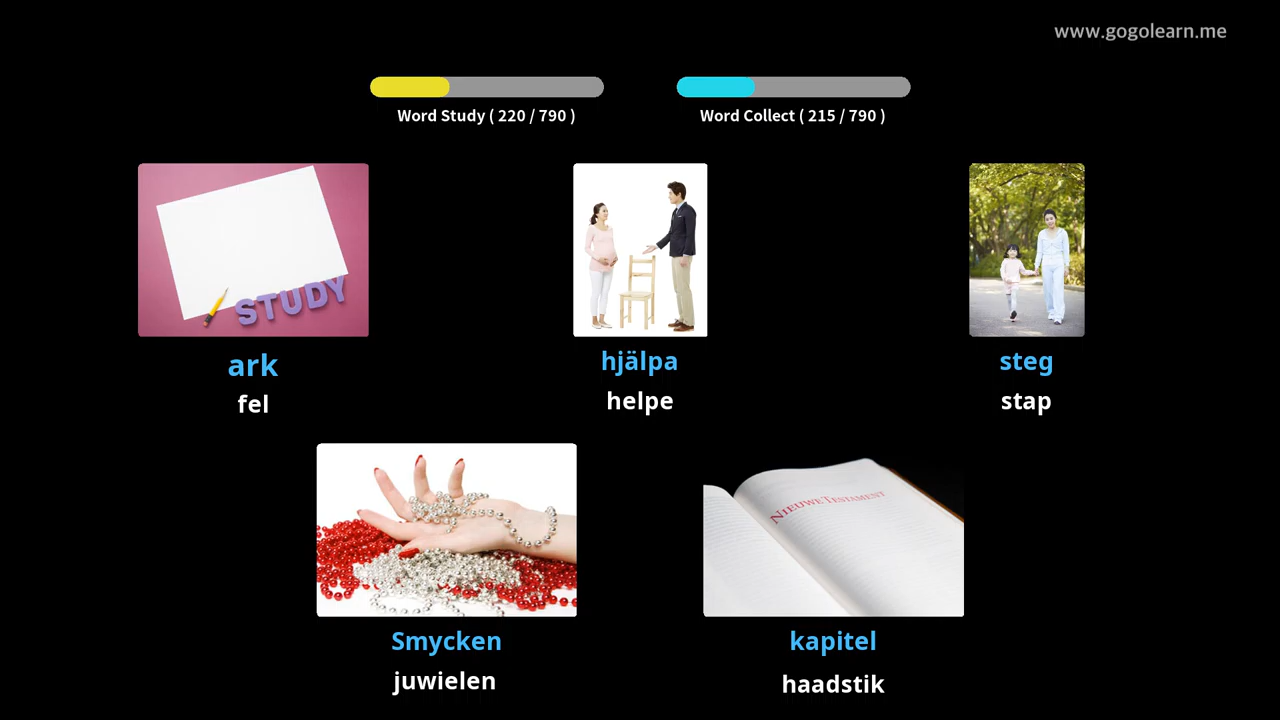 www.gogolearn.me
Word Study ( 220 / 790 )
Word Collect ( 215 / 790 )
STUDY
ark
fel
hjälpa
helpe
steg
stap
NIEUWE TESTAMENT
Smycken
juwielen
kapitel
haadstik